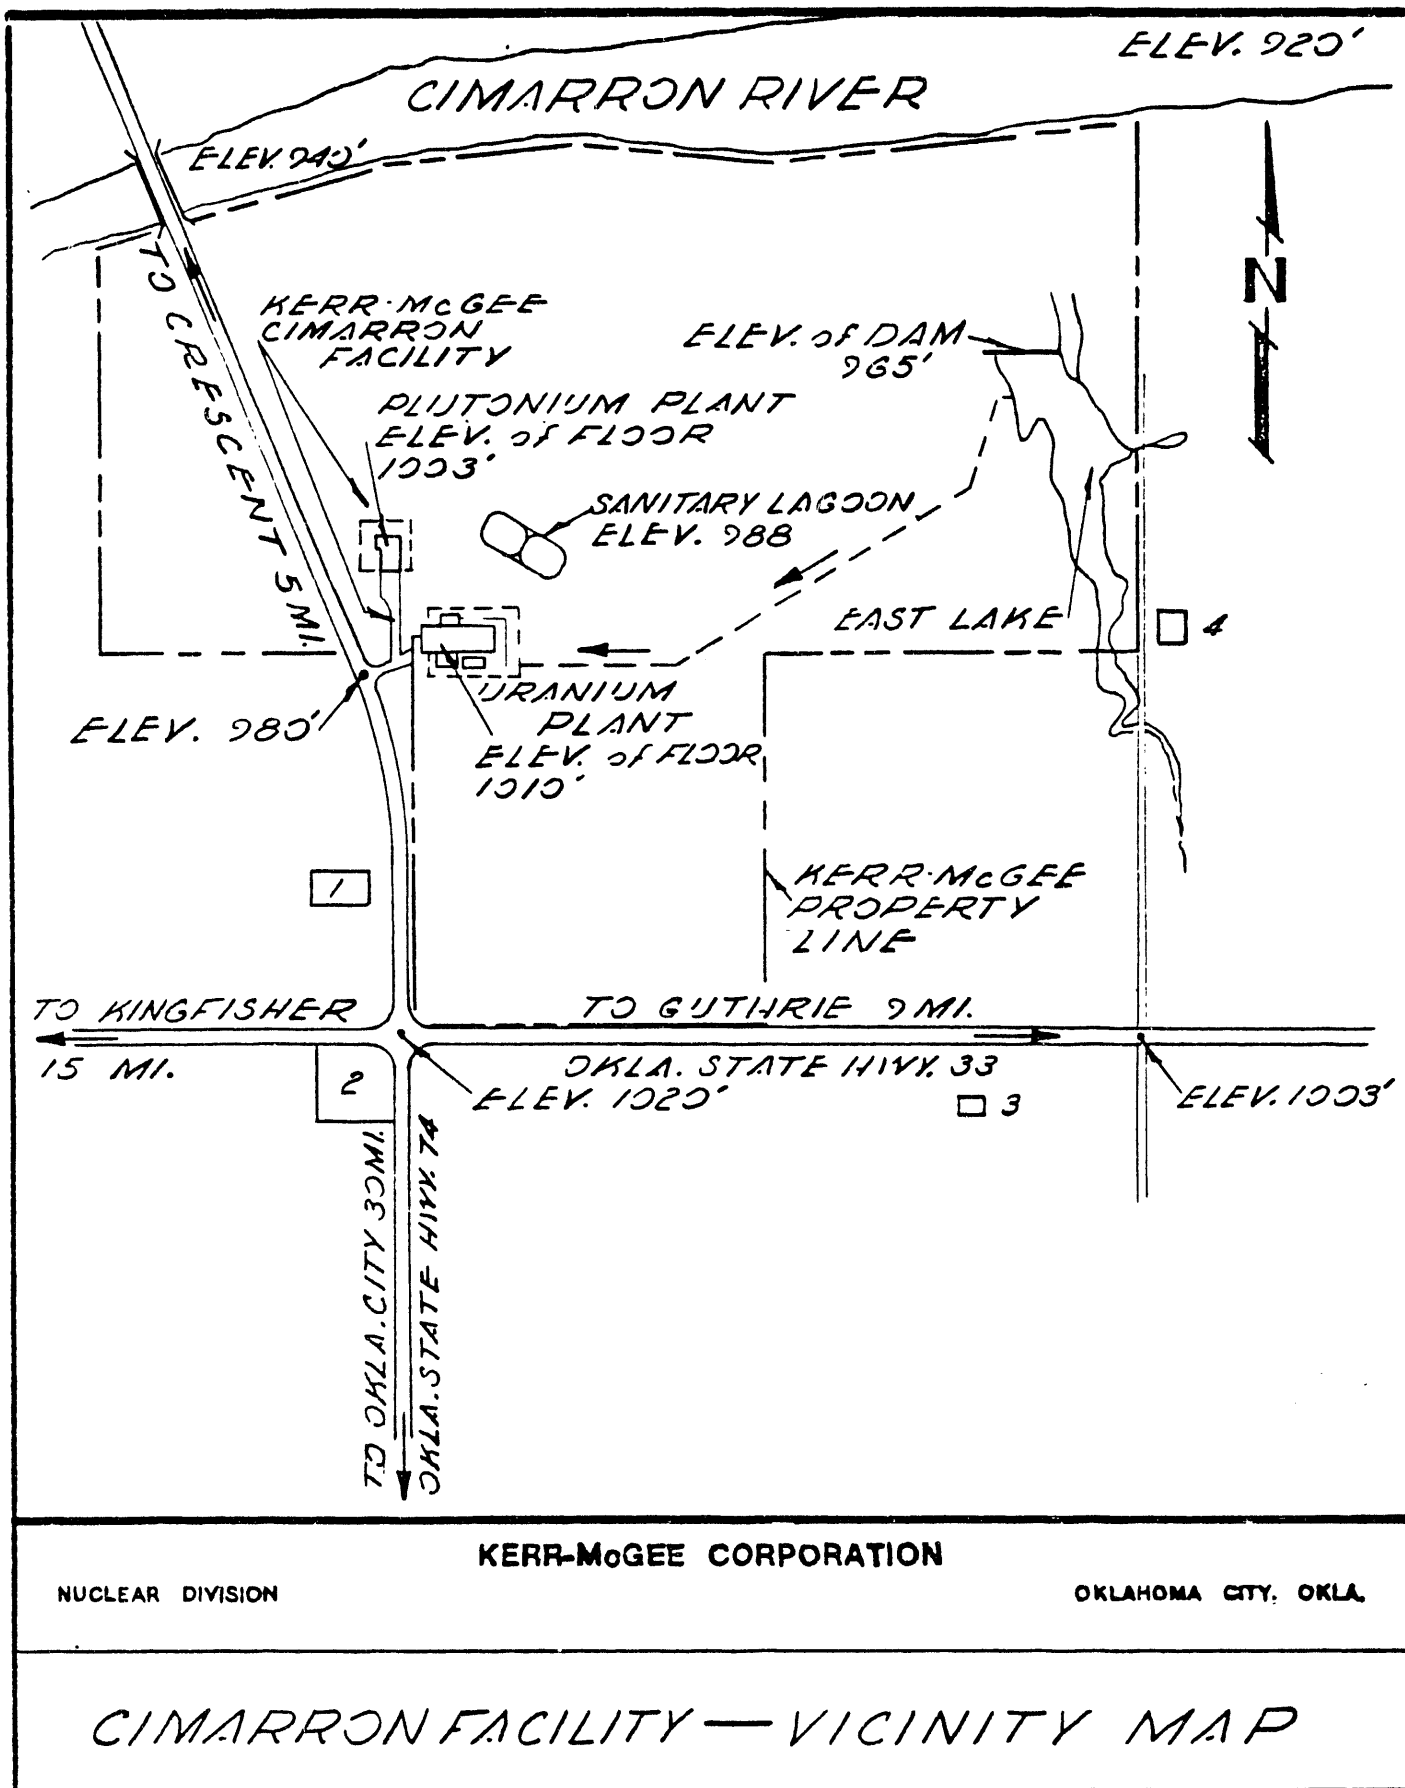 ELEV. 920'
CIMARRON RIVER
ELEV. 940'
N
TO CRESCENT 5 MI.
KERR-McGEE
CIMARRON
FACILITY
ELEV. of DAM
965'
PLUTONIUM PLANT
ELEV. of FLOOR
1003'
SANITARY LAGOON
ELEV. 988
EAST LAKE
4
URANIUM
PLANT
ELEV. of FLOOR
1010'
ELEV. 980'
1
KERR-McGEE
PROPERTY
LINE
TO KINGFISHER
15 MI.
TO GUTHRIE 9 MI.
OKLA. STATE HWY. 33
2
ELEV. 1020'
3
ELEV. 1003'
TO OKLA. CITY 30 MI.
OKLA. STATE HWY. 74
KERR-McGEE CORPORATION
NUCLEAR DIVISION
OKLAHOMA CITY, OKLA.
CIMARRON FACILITY — VICINITY MAP